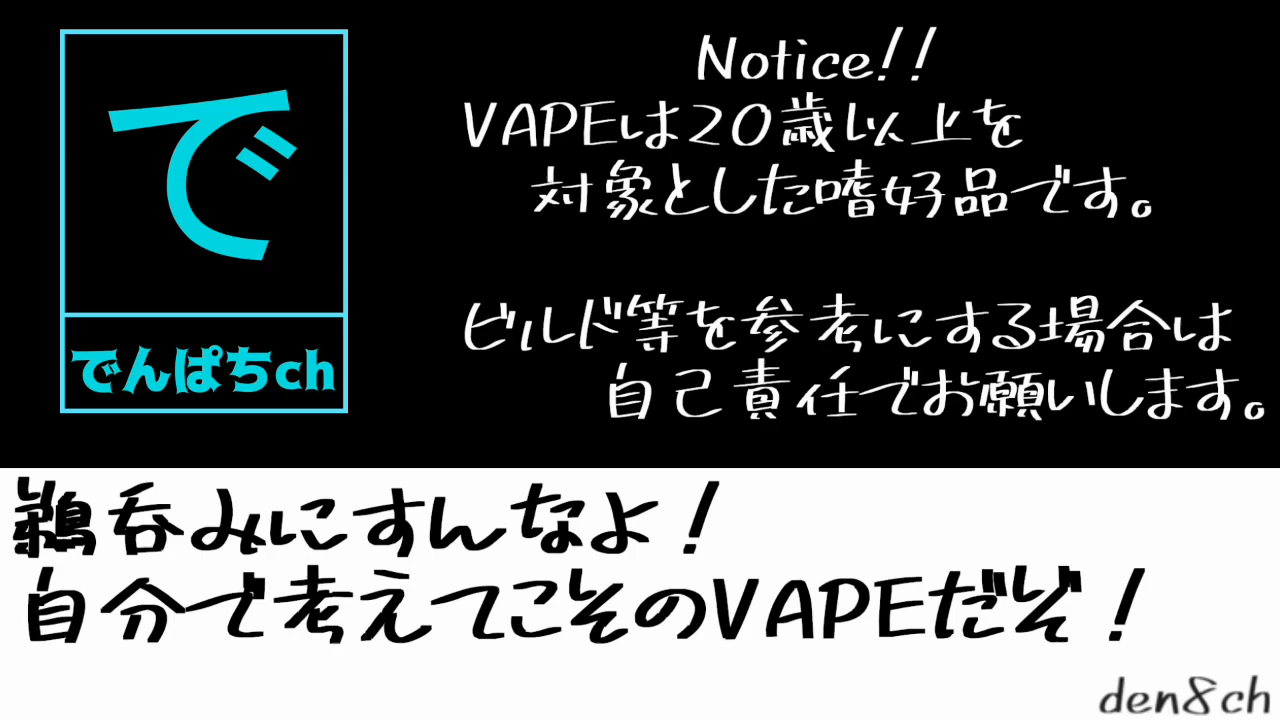 で
でんぱちch
Notice!!
VAPEは20歳以上を
対象とした嗜好品です。
ビルド等を参考にする場合は
自己責任でお願いします。
鵜呑みにすんなよ！
自分で考えてこそのVAPEだぞ！
den8ch